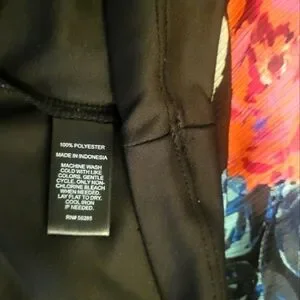 100% POLYESTER
MADE IN INDONESIA
MACHINE WASH
COLD WITH LIKE
COLORS. GENTLE
CYCLE. ONLY NON-
CHLORINE BLEACH
WHEN NEEDED.
LAY FLAT TO DRY.
COOL IRON
IF NEEDED.
RN# 59285